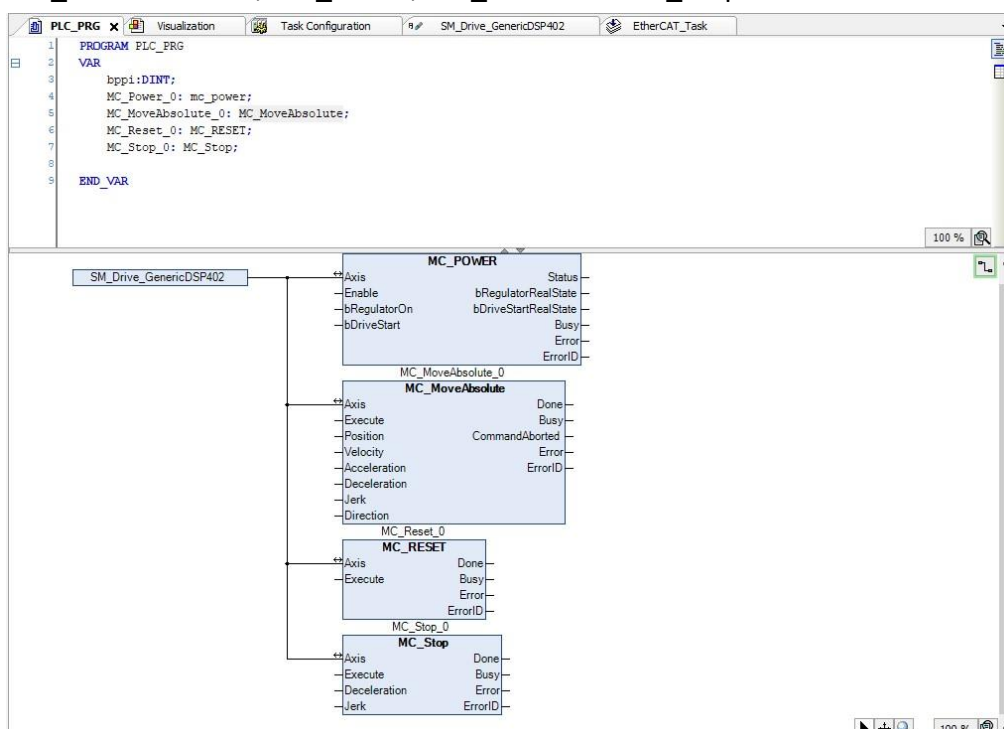 PLC_PRG Visualization Task Configuration SM_Drive_GenericDSP402 EtherCAT_Task
1 PROGRAM PLC_PRG
2 VAR
3 bppi:DINT;
4 MC_Power_0: mc_power;
5 MC_MoveAbsolute_0: MC_MoveAbsolute;
6 MC_Reset_0: MC_RESET;
7 MC_Stop_0: MC_Stop;
8
9 END_VAR
100 %
SM_Drive_GenericDSP402
MC_POWER
Axis Status
Enable bRegulatorRealState
bRegulatorOn bDriveStartRealState
bDriveStart Busy
Error
ErrorID
MC_MoveAbsolute_0
MC_MoveAbsolute
Axis Done
Execute Busy
Position CommandAborted
Velocity Error
Acceleration ErrorID
Deceleration
Jerk
Direction
MC_Reset_0
MC_RESET
Axis Done
Execute Busy
Error
ErrorID
MC_Stop_0
MC_Stop
Axis Done
Execute Busy
Deceleration Error
Jerk ErrorID
100 %